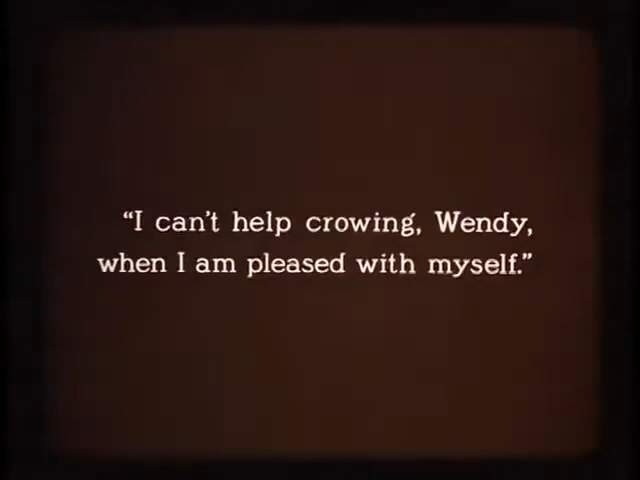 “I can't help crowing, Wendy,
when I am pleased with myself.”